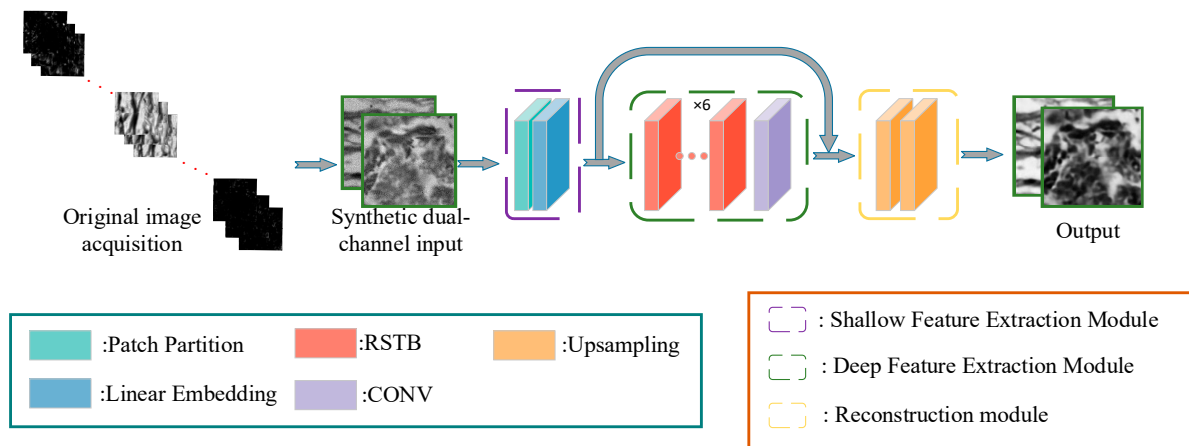 ×6
Original image
acquisition
Synthetic dual-
channel input
Output
:Patch Partition
:RSTB
:Upsampling
:Linear Embedding
:CONV
: Shallow Feature Extraction Module
: Deep Feature Extraction Module
: Reconstruction module